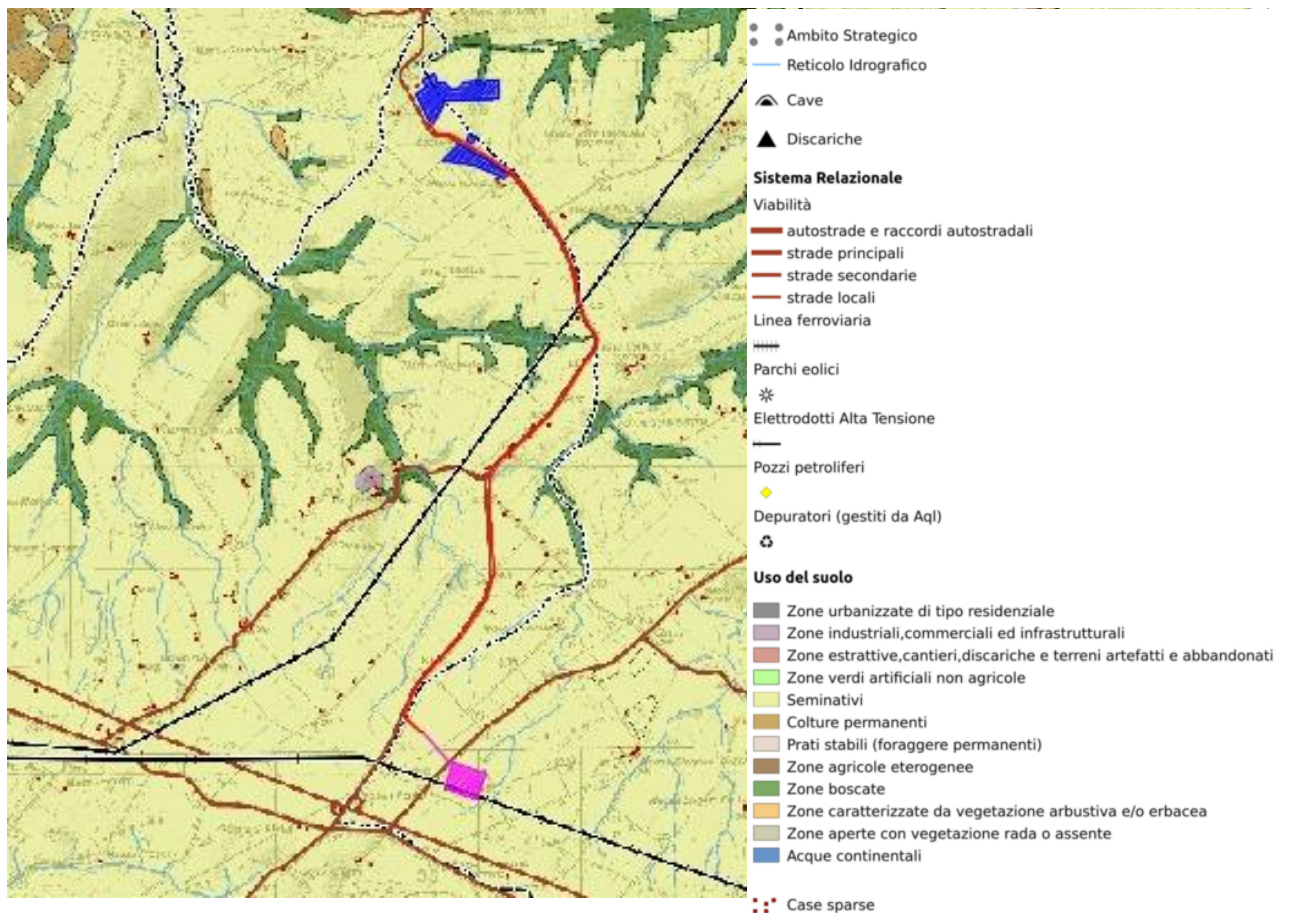 Ambito Strategico
Reticolo Idrografico
Cave
Discariche
Sistema Relazionale
Viabilità
autostrade e raccordi autostradali
strade principali
strade secondarie
strade locali
Linea ferroviaria
Parchi eolici
Elettrodotti Alta Tensione
Pozzi petroliferi
Depuratori (gestiti da Aql)
Uso del suolo
Zone urbanizzate di tipo residenziale
Zone industriali,commerciali ed infrastrutturali
Zone estrattive,cantieri,discariche e terreni artefatti e abbandonati
Zone verdi artificiali non agricole
Seminativi
Colture permanenti
Prati stabili (foraggere permanenti)
Zone agricole eterogenee
Zone boscate
Zone caratterizzate da vegetazione arbustiva e/o erbacea
Zone aperte con vegetazione rada o assente
Acque continentali
Case sparse